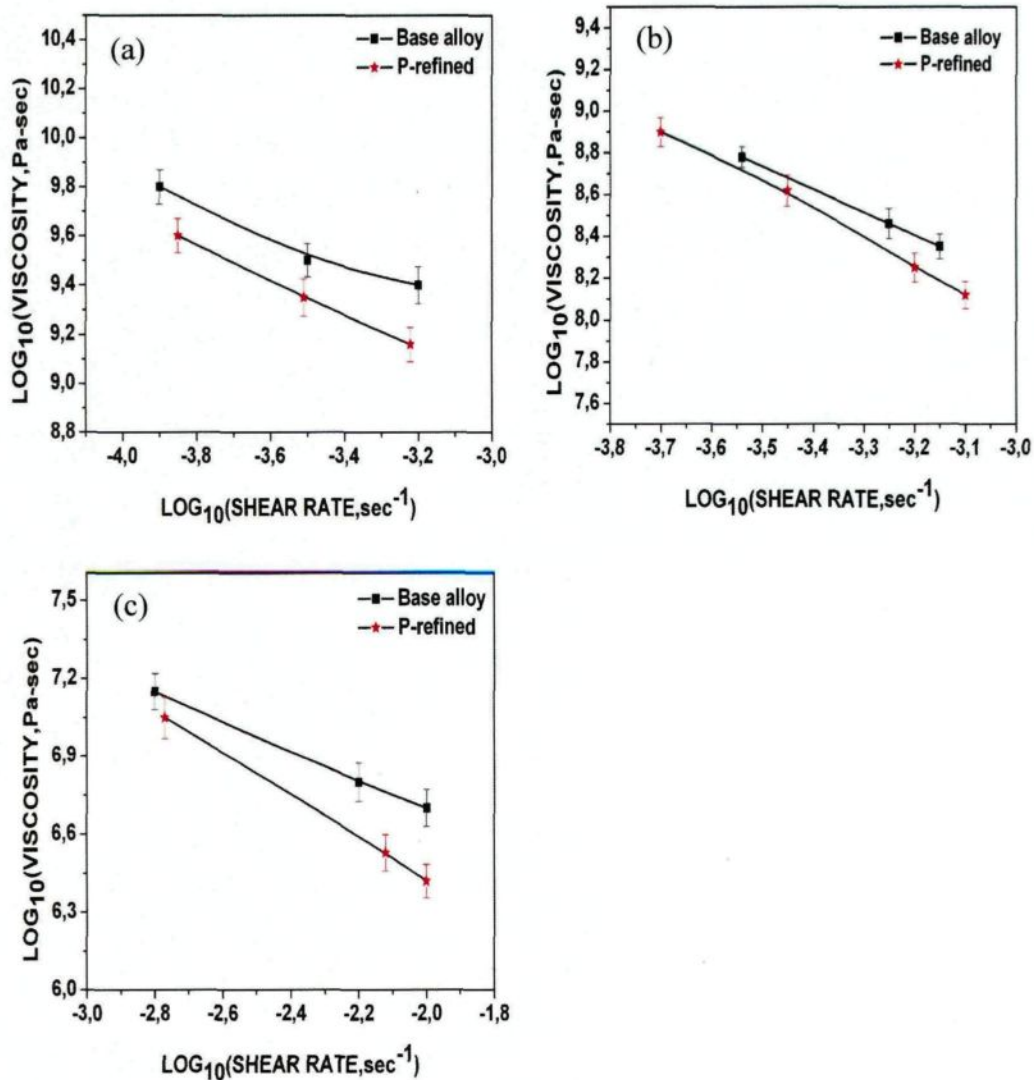 (a)
Base alloy
P-refined
10,4
10,2
10,0
9,8
9,6
9,4
9,2
9,0
8,8
LOG10(VISCOSITY,Pa-sec)
-4,0 -3,8 -3,6 -3,4 -3,2 -3,0
LOG10(SHEAR RATE,sec-1)
(b)
Base alloy
P-refined
9,4
9,2
9,0
8,8
8,6
8,4
8,2
8,0
7,8
7,6
LOG10(VISCOSITY,Pa-sec)
-3,8 -3,7 -3,6 -3,5 -3,4 -3,3 -3,2 -3,1 -3,0
LOG10(SHEAR RATE,sec-1)
(c)
Base alloy
P-refined
7,5
7,2
6,9
6,6
6,3
6,0
LOG10(VISCOSITY,Pa-sec)
-3,0 -2,8 -2,6 -2,4 -2,2 -2,0 -1,8
LOG10(SHEAR RATE,sec-1)